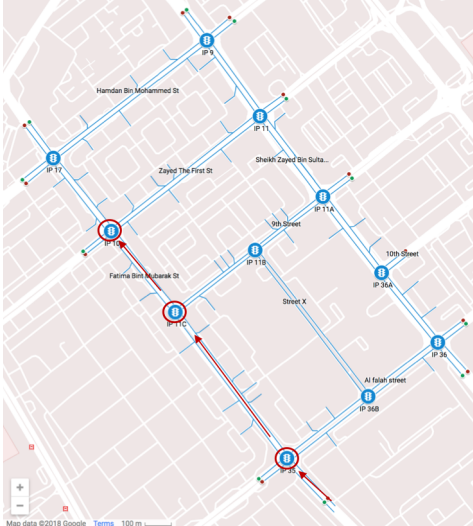 IP 9
Hamdan Bin Mohammed St
IP 11
IP 17
Zayed The First St
Sheikh Zayed Bin Sulta...
IP 11A
9th Street
IP 10
IP 11B
10th Street
Fatima Bint Mubarak St
IP 36A
Street X
IP 11C
IP 36
Al falah street
IP 36B
IP 35
+
−
Map data ©2018 Google Terms 100 m